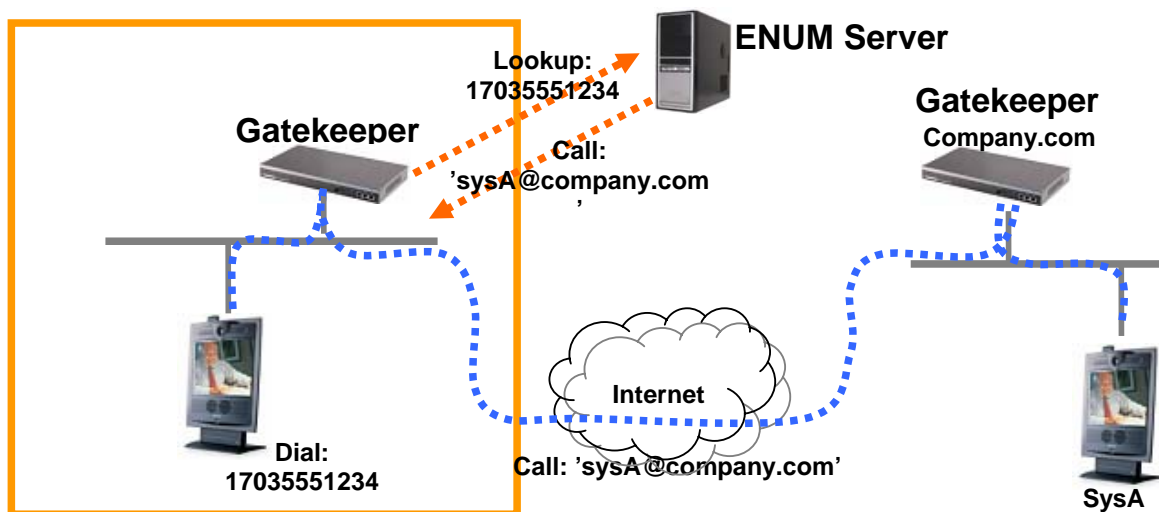 ENUM Server
Lookup:
17035551234
Gatekeeper
Gatekeeper
Company.com
Call:
’sysA@company.com
’
Internet
Dial:
17035551234
Call: ’sysA@company.com’
SysA